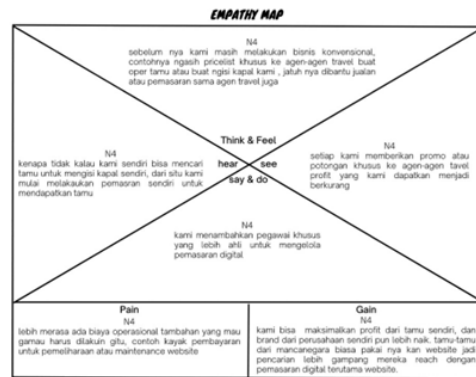 EMPATHY MAP
N4
sebelum nya kami masih melakukan bisnis konvensional,
contohnya ngasih pricelist khusus ke agen-agen travel buat
oper tamu atau buat ngisi kapal kami , jatuh nya dibantu jualan
atau pemasaran sama agen travel juga
Think & Feel
N4
kenapa tidak kalau kami sendiri bisa mencari
tamu untuk mengisi kapal sendiri, dari situ kami
mulai melakaukan pemasran sendiri untuk
mendapatkan tamu
hear
see
N4
setiap kami memberikan promo atau
potongan khusus ke agen-agen tavel
profit yang kami dapatkan menjadi
berkurang
say & do
N4
kami menambahkan pegawai khusus
yang lebih ahli untuk mengelola
pemasaran digital
Pain
N4
lebih merasa ada biaya operasional tambahan yang mau
gamau harus dilakuin gitu, contoh kayak pembayaran
untuk pemeliharaan atau maintenance website
Gain
N4
kami bisa maksimalkan profit dari tamu sendiri, dan
brand dari perusahaan sendiri pun lebih naik. tamu-tamu
dari mancanegara biasa pakai nya kan website jadi
pencarian lebih gampang mereka reach dengan
pemasaran digital terutama website.